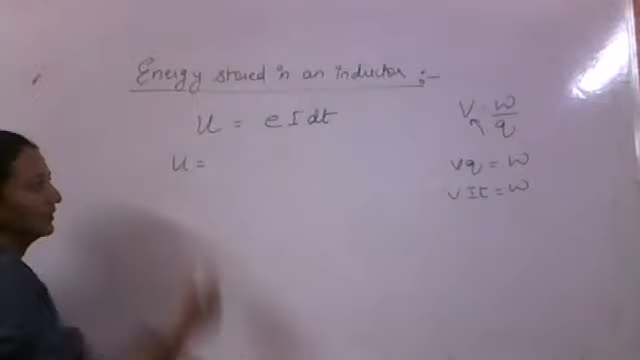 Energy stored in an inductor :-
U = e I dt
U =
V = W/q
Vq = W
VIt = W